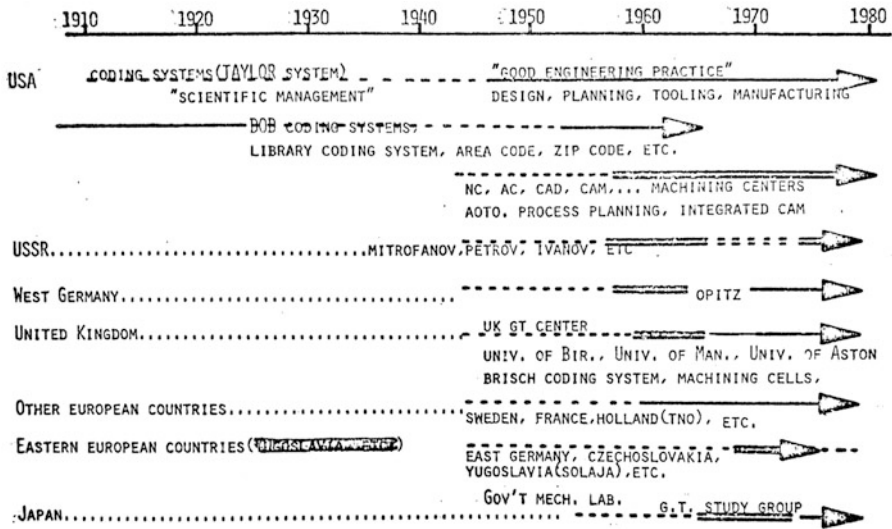 1910 1920 1930 1940 1950 1960 1970 1980
USA
CODING SYSTEMS(TAYLOR SYSTEM) "GOOD ENGINEERING PRACTICE"
"SCIENTIFIC MANAGEMENT" DESIGN, PLANNING, TOOLING, MANUFACTURING
BOB CODING SYSTEMS,
LIBRARY CODING SYSTEM, AREA CODE, ZIP CODE, ETC.
NC, AC, CAD, CAM,... MACHINING CENTERS
AOTO. PROCESS PLANNING, INTEGRATED CAM
USSR MITROFANOV, PETROV, IVANOV, ETC
WEST GERMANY OPITZ
UNITED KINGDOM UK GT CENTER
UNIV. OF BIR., UNIV. OF MAN., UNIV. OF ASTON
BRISCH CODING SYSTEM, MACHINING CELLS,
OTHER EUROPEAN COUNTRIES
SWEDEN, FRANCE,HOLLAND(TNO), ETC.
EASTERN EUROPEAN COUNTRIES( )
EAST GERMANY, CZECHOSLOVAKIA,
YUGOSLAVIA(SOLAJA),ETC.
GOV'T MECH. LAB.
JAPAN G.T. STUDY GROUP